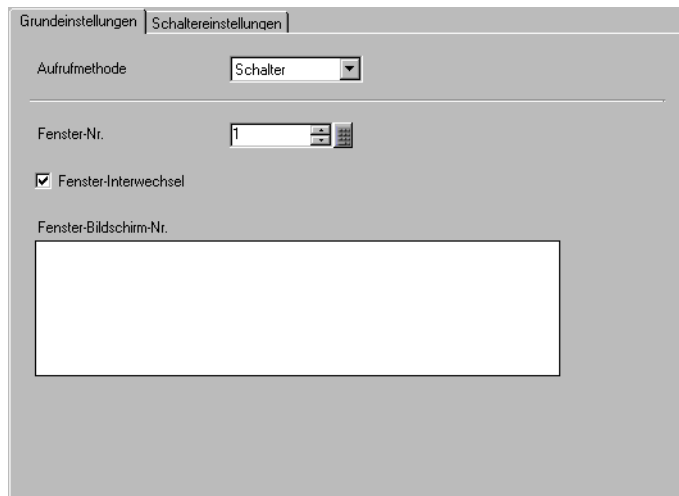 Grundeinstellungen Schaltereinstellungen
Aufrufmethode Schalter
Fenster-Nr. 1
Fenster-Interwechsel
Fenster-Bildschirm-Nr.